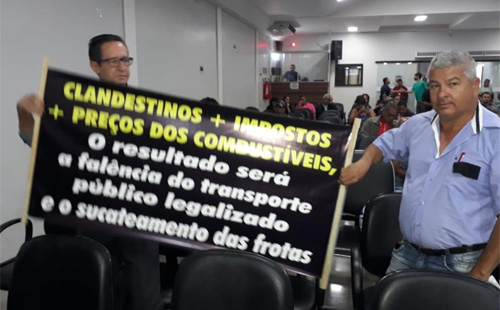 CLANDESTINOS + IMPOSTOS
+ PREÇOS DOS COMBUSTÍVEIS,
O resultado será
a falência do transporte
público legalizado
e o sucateamento das frotas